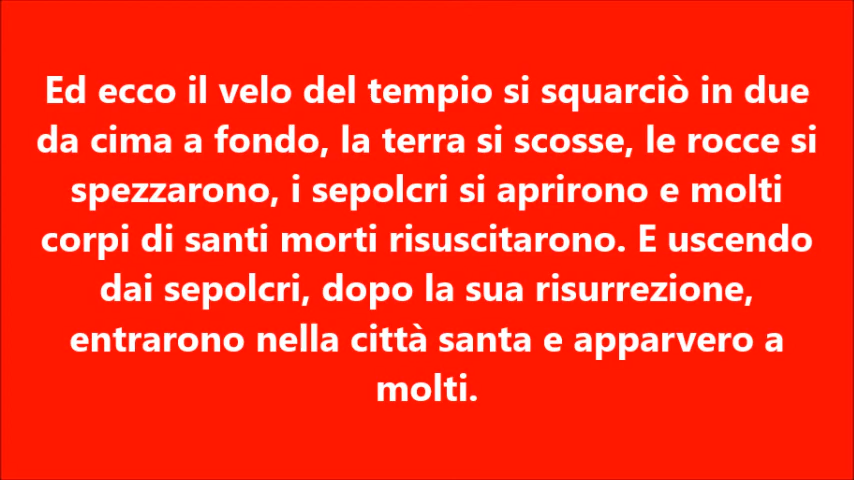 Ed ecco il velo del tempio si squarciò in due
da cima a fondo, la terra si scosse, le rocce si
spezzarono, i sepolcri si aprirono e molti
corpi di santi morti risuscitarono. E uscendo
dai sepolcri, dopo la sua risurrezione,
entrarono nella città santa e apparvero a
molti.